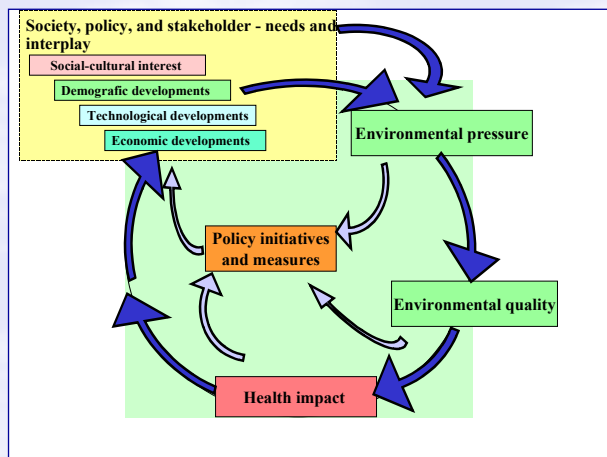 Society, policy, and stakeholder - needs and
interplay
Social-cultural interest
Demografic developments
Technological developments
Economic developments
Environmental pressure
Policy initiatives
and measures
Environmental quality
Health impact